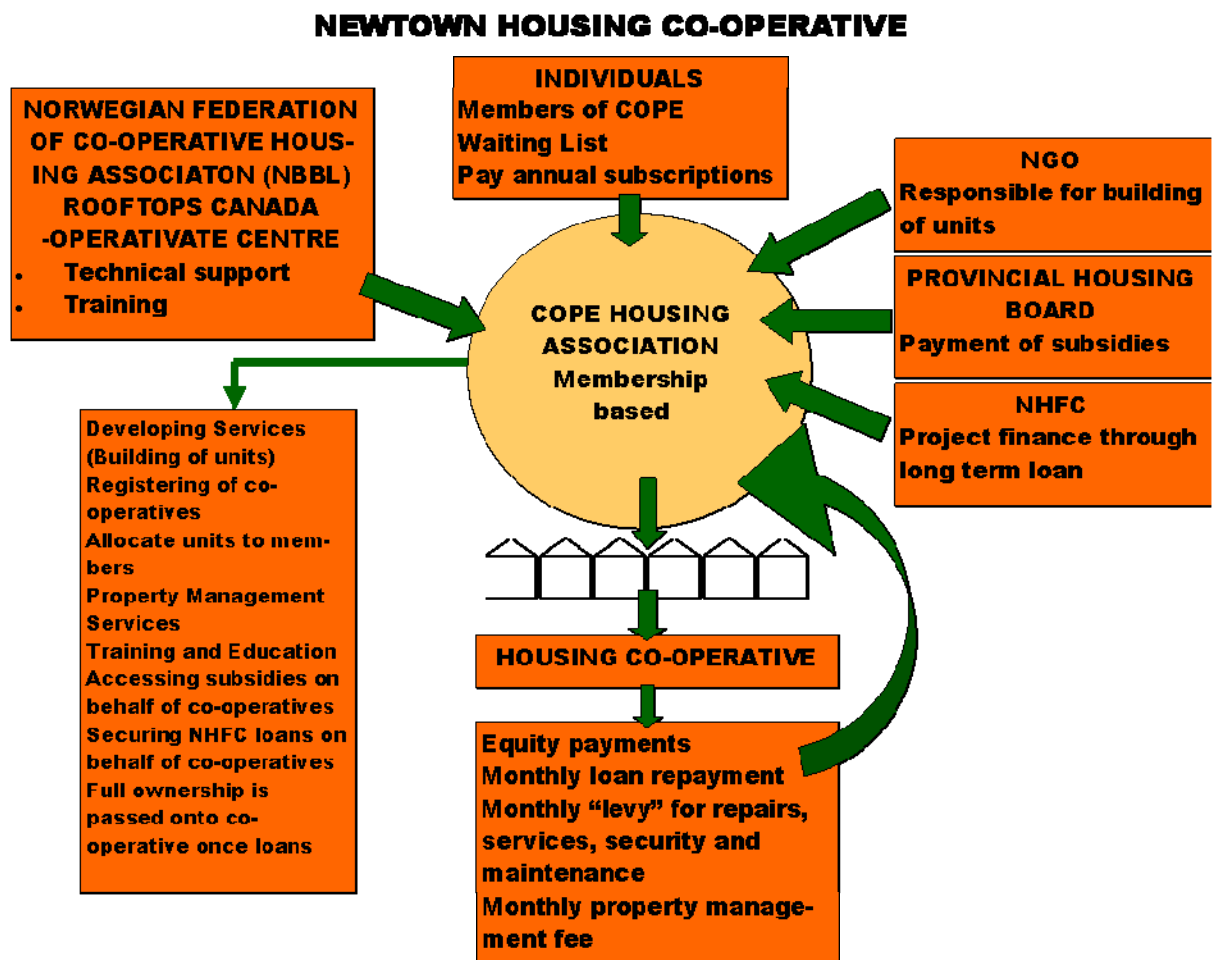 NEWTOWN HOUSING CO-OPERATIVE
NORWEGIAN FEDERATION
OF CO-OPERATIVE HOUS-
ING ASSOCIATON (NBBL)
ROOFTOPS CANADA
-OPERATIVATE CENTRE
• Technical support
• Training
INDIVIDUALS
Members of COPE
Waiting List
Pay annual subscriptions
NGO
Responsible for building
of units
PROVINCIAL HOUSING
BOARD
Payment of subsidies
NHFC
Project finance through
long term loan
COPE HOUSING
ASSOCIATION
Membership
based
Developing Services
(Building of units)
Registering of co-
operatives
Allocate units to mem-
bers
Property Management
Services
Training and Education
Accessing subsidies on
behalf of co-operatives
Securing NHFC loans on
behalf of co-operatives
Full ownership is
passed onto co-
operative once loans
HOUSING CO-OPERATIVE
Equity payments
Monthly loan repayment
Monthly “levy” for repairs,
services, security and
maintenance
Monthly property manage-
ment fee